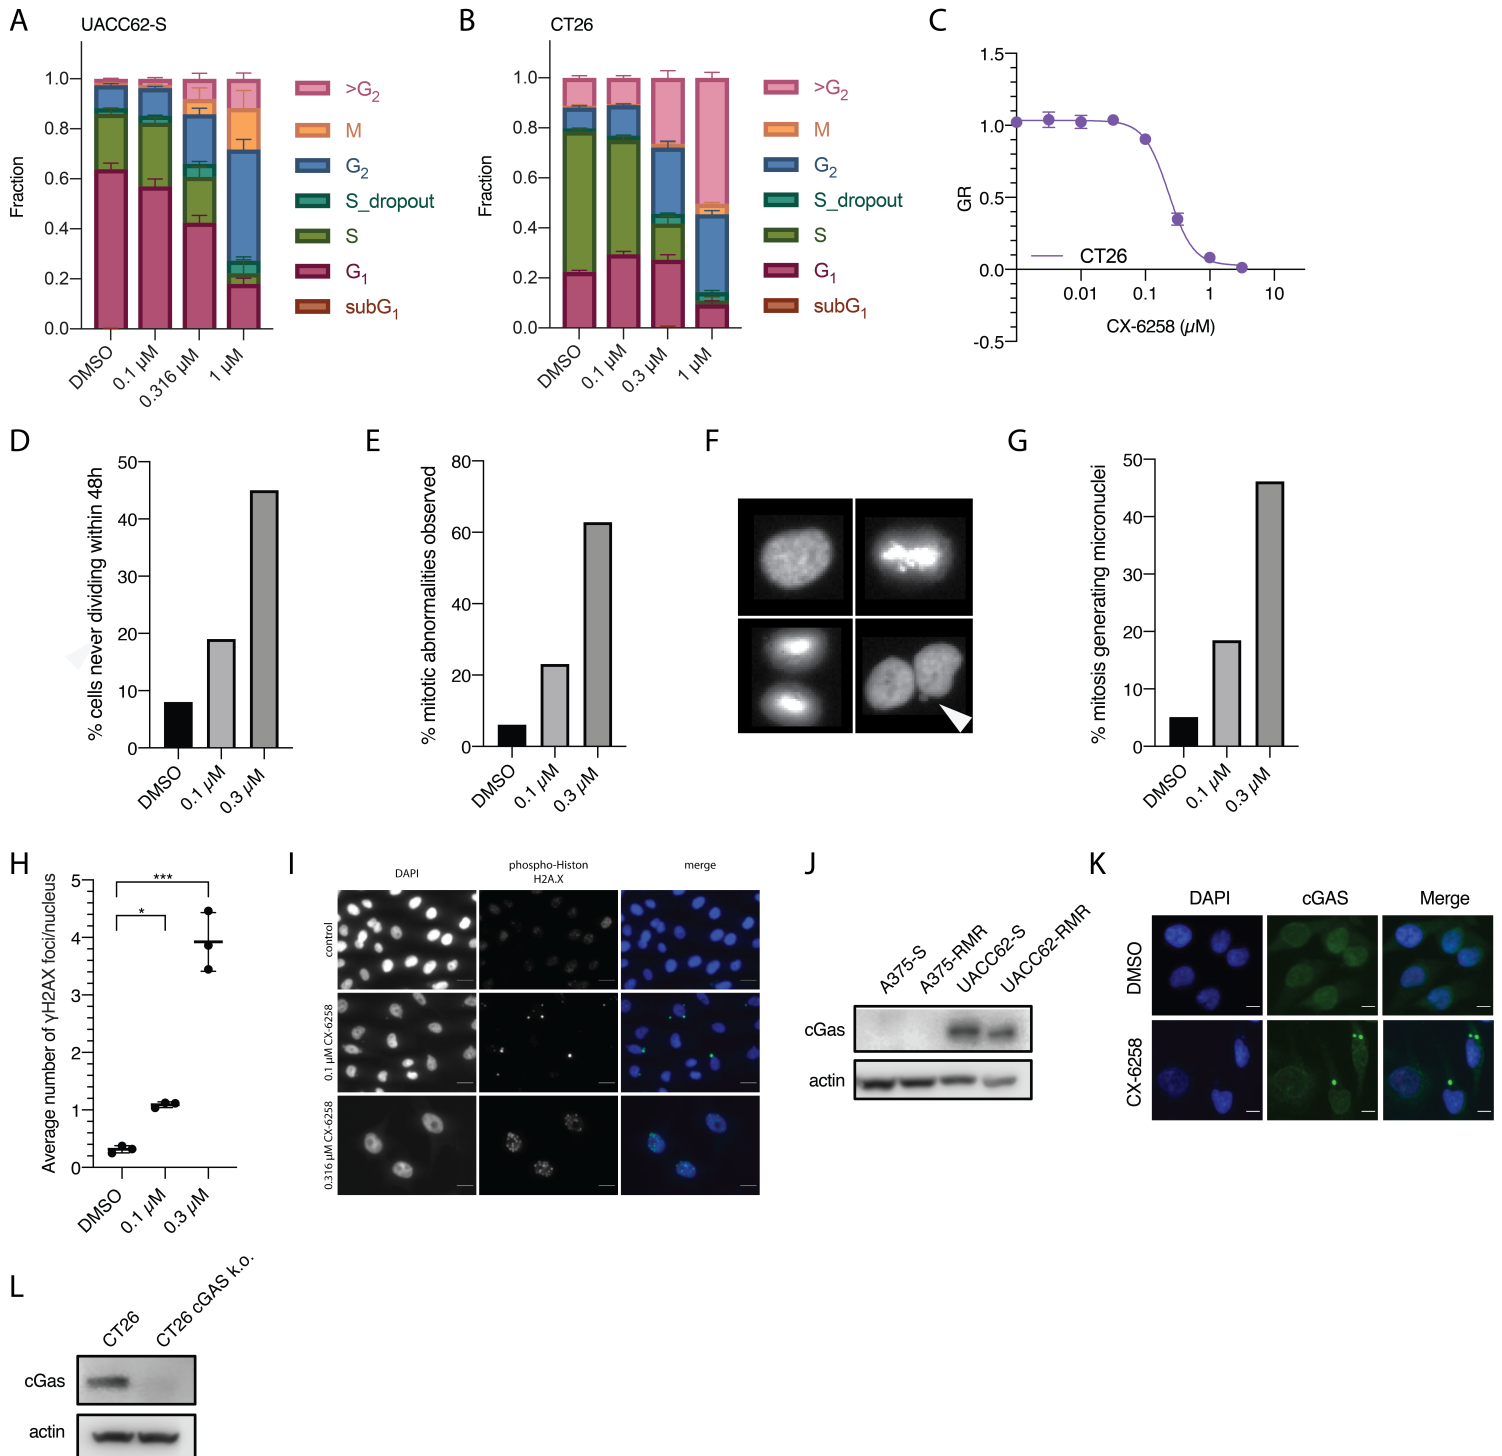 A
UACC62-S
Fraction
1.0
0.8
0.6
0.4
0.2
0.0
DMSO
0.1 µM
0.316 µM
1 µM
>G2
M
G2
S_dropout
S
G1
subG1
B
CT26
Fraction
1.0
0.8
0.6
0.4
0.2
0.0
DMSO
0.1 µM
0.3 µM
1 µM
>G2
M
G2
S_dropout
S
G1
subG1
C
GR
1.5
1.0
0.5
0.0
-0.5
CT26
0.01
0.1
1
10
CX-6258 (µM)
D
% cells never dividing within 48h
50
40
30
20
10
0
DMSO
0.1 µM
0.3 µM
E
% mitotic abnormalities observed
80
60
40
20
0
DMSO
0.1 µM
0.3 µM
F
G
% mitosis generating micronuclei
50
40
30
20
10
0
DMSO
0.1 µM
0.3 µM
H
Average number of γH2AX foci/nucleus
5
4
3
2
1
0
***
*
DMSO
0.1 µM
0.3 µM
I
DAPI
phospho-Histon
H2A.X
merge
control
0.1 µM CX-6258
0.316 µM CX-6258
J
A375-S
A375-RMR
UACC62-S
UACC62-RMR
cGas
actin
K
DAPI
cGAS
Merge
DMSO
CX-6258
L
CT26
CT26 cGAS k.o.
cGas
actin